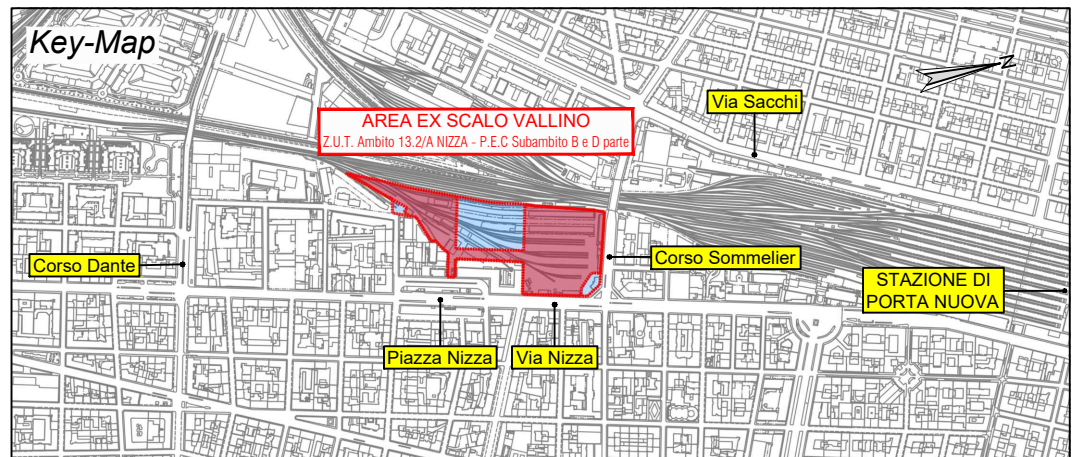 Key-Map
N
Via Sacchi
AREA EX SCALO VALLINO
Z.U.T. Ambito 13.2/A NIZZA - P.E.C Subambito B e D parte
Corso Dante
Corso Sommelier
STAZIONE DI
PORTA NUOVA
Piazza Nizza
Via Nizza